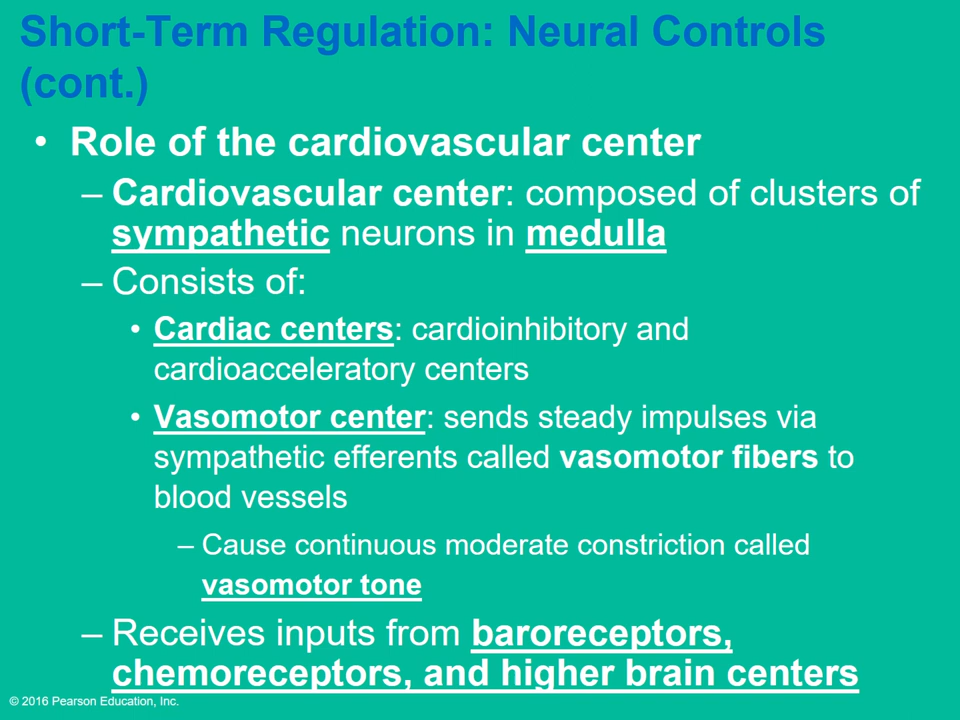 Short-Term Regulation: Neural Controls
(cont.)
• Role of the cardiovascular center
– Cardiovascular center: composed of clusters of
sympathetic neurons in medulla
– Consists of:
• Cardiac centers: cardioinhibitory and
cardioacceleratory centers
• Vasomotor center: sends steady impulses via
sympathetic efferents called vasomotor fibers to
blood vessels
– Cause continuous moderate constriction called
vasomotor tone
– Receives inputs from baroreceptors,
chemoreceptors, and higher brain centers
© 2016 Pearson Education, Inc.